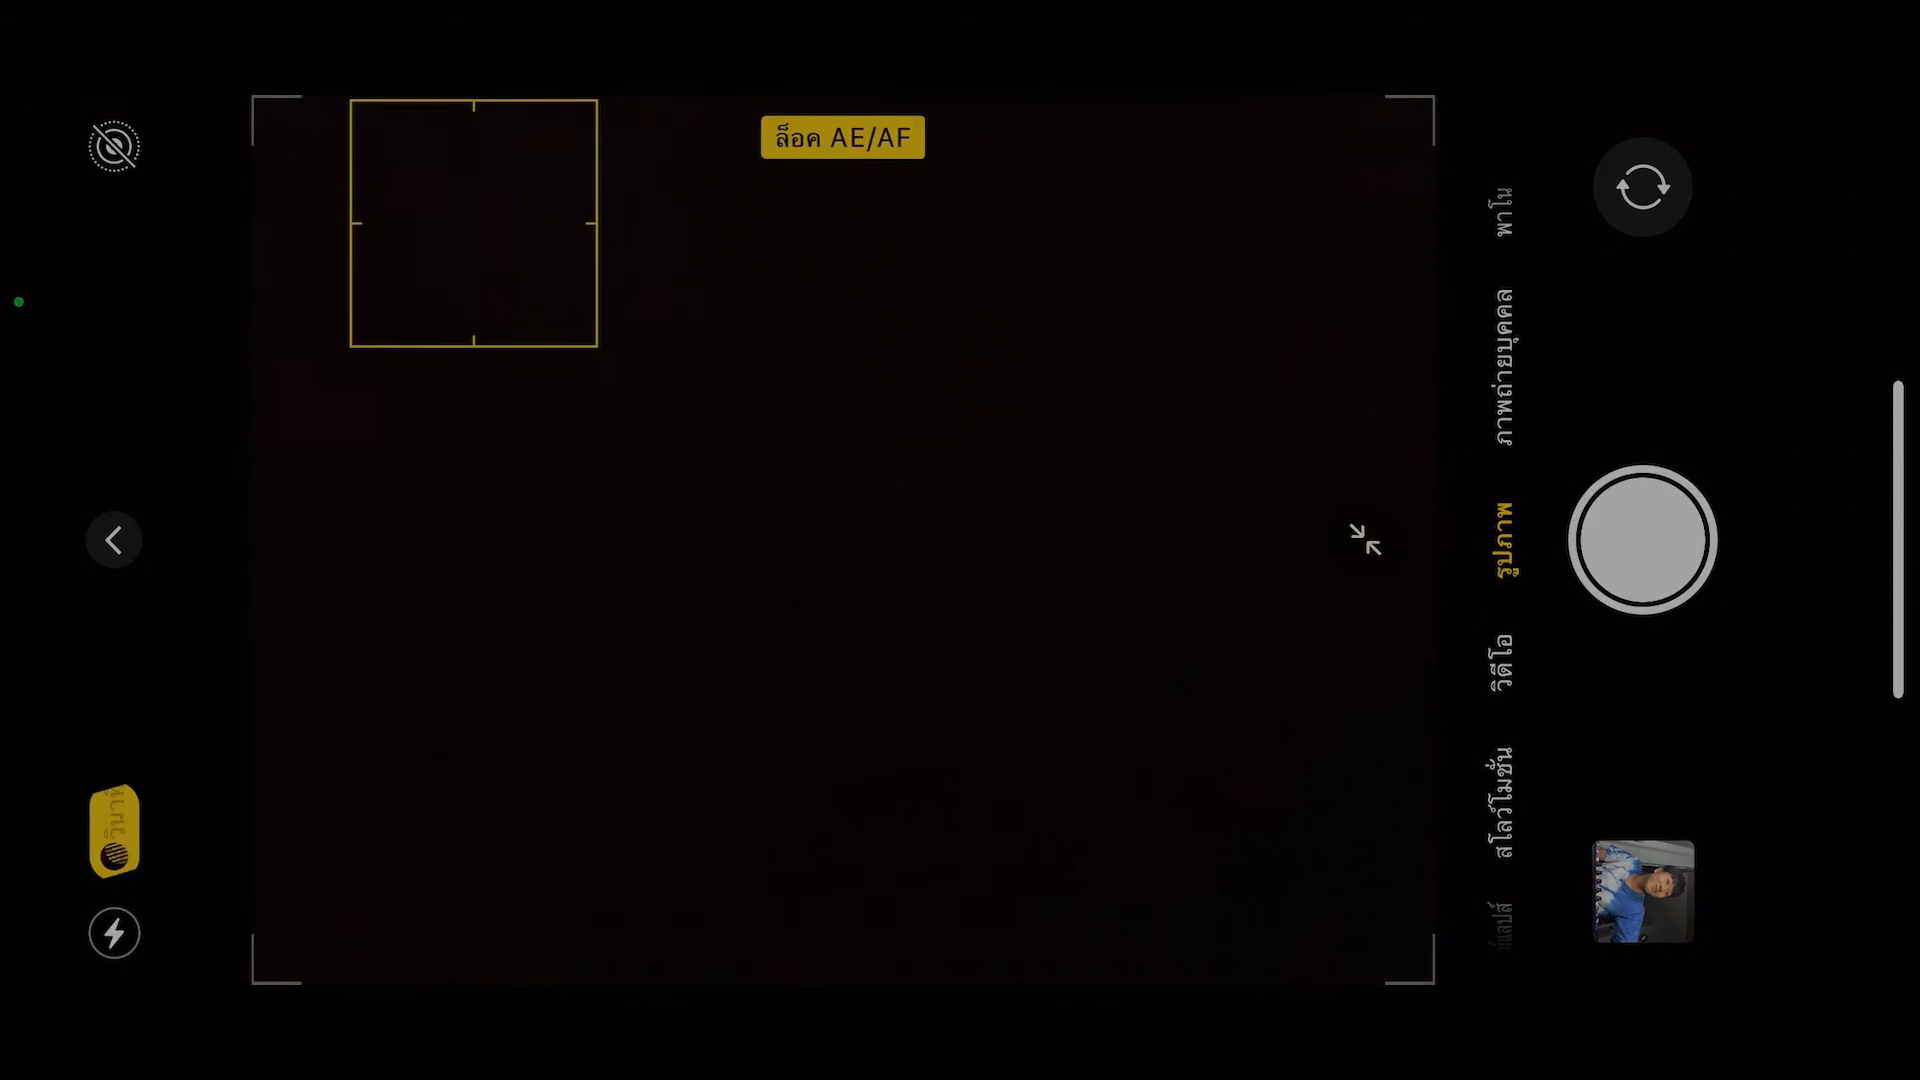 ล็อค AE/AF
พาโน
ภาพถ่ายบุคคล
รูปภาพ
วิดีโอ
สโลว์โมชั่น